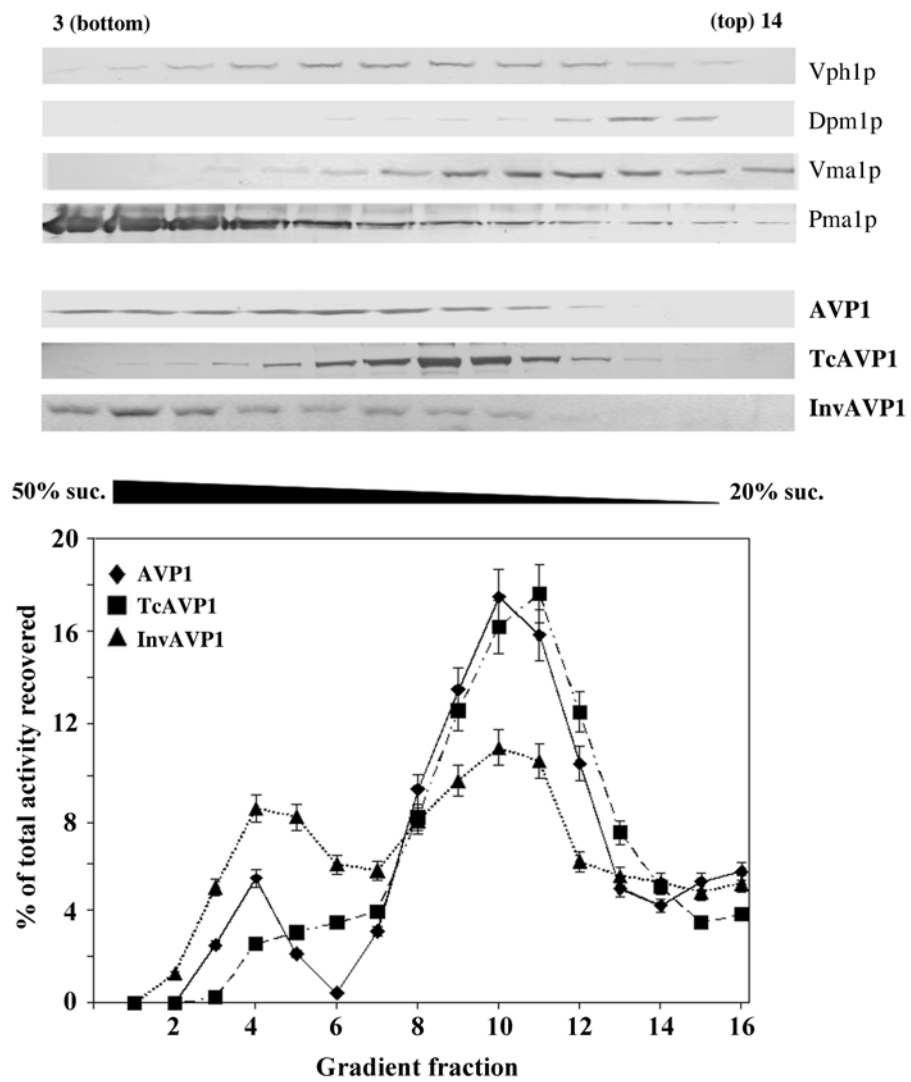 3 (bottom) (top) 14
Vph1p
Dpm1p
Vma1p
Pma1p
AVP1
TcAVP1
InvAVP1
50% suc. 20% suc.
% of total activity recovered
20
16
12
8
4
0
AVP1
TcAVP1
InvAVP1
2 4 6 8 10 12 14 16
Gradient fraction